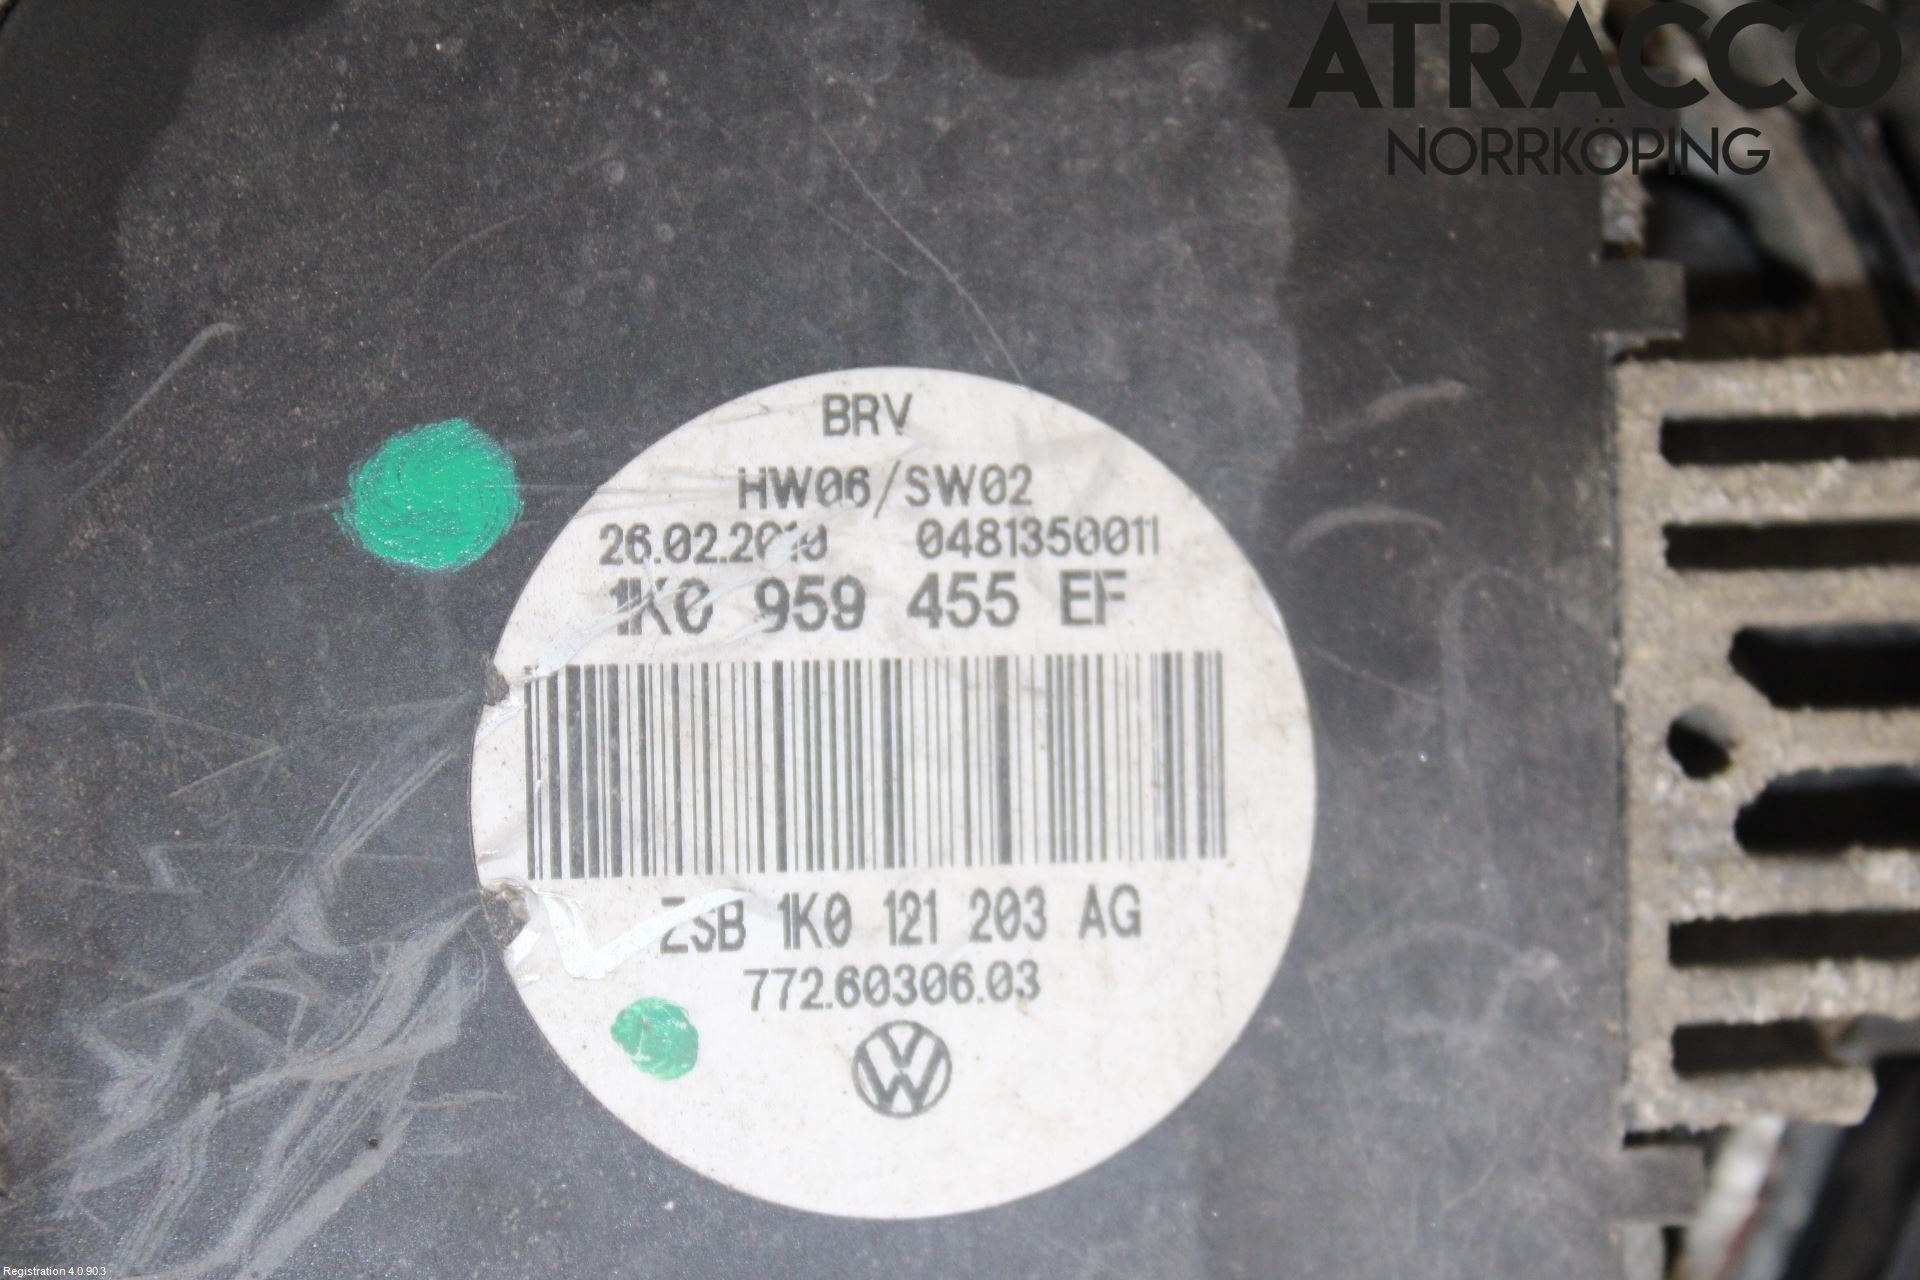 ATRACCO
NORRKÖPING
BRV
HW06/SW02
26.02.2010 0481350011
1K0 959 455 EF
ZSB 1K0 121 203 AG
772.60306.03
Registration 4.0.90.3